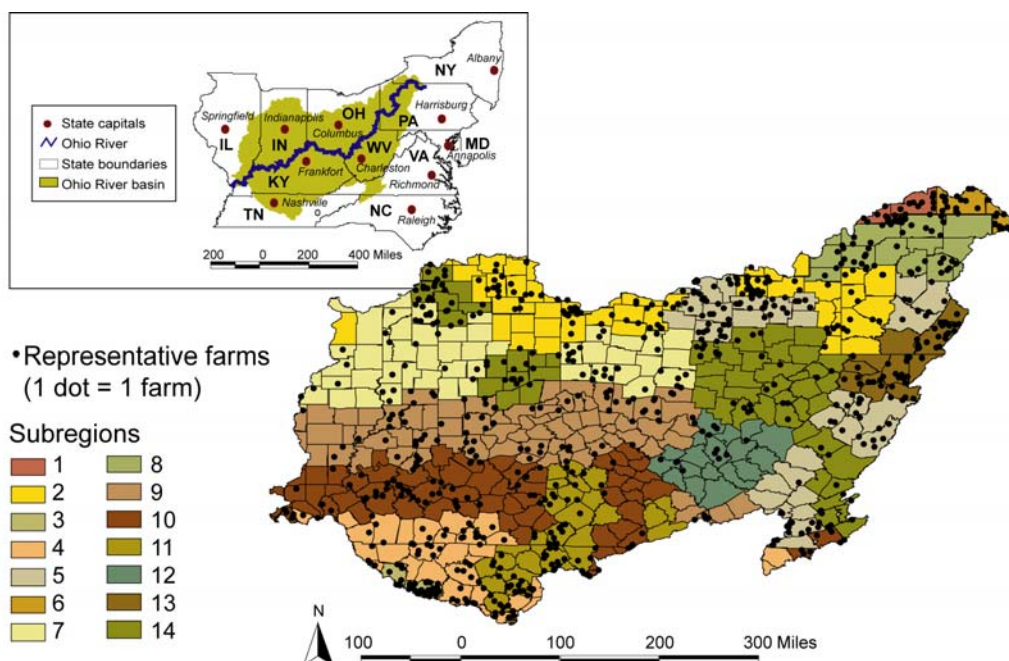 State capitals
Ohio River
State boundaries
Ohio River basin
NY
Albany
Harrisburg
PA
OH
Columbus
Springfield
Indianapolis
IL
IN
WV
MD
Annapolis
VA
Richmond
Charleston
Frankfort
KY
Nashville
TN
NC
Raleigh
200 0 200 400 Miles
•Representative farms
(1 dot = 1 farm)
Subregions
1 8
2 9
3 10
4 11
5 12
6 13
7 14
N
100 0 100 200 300 Miles